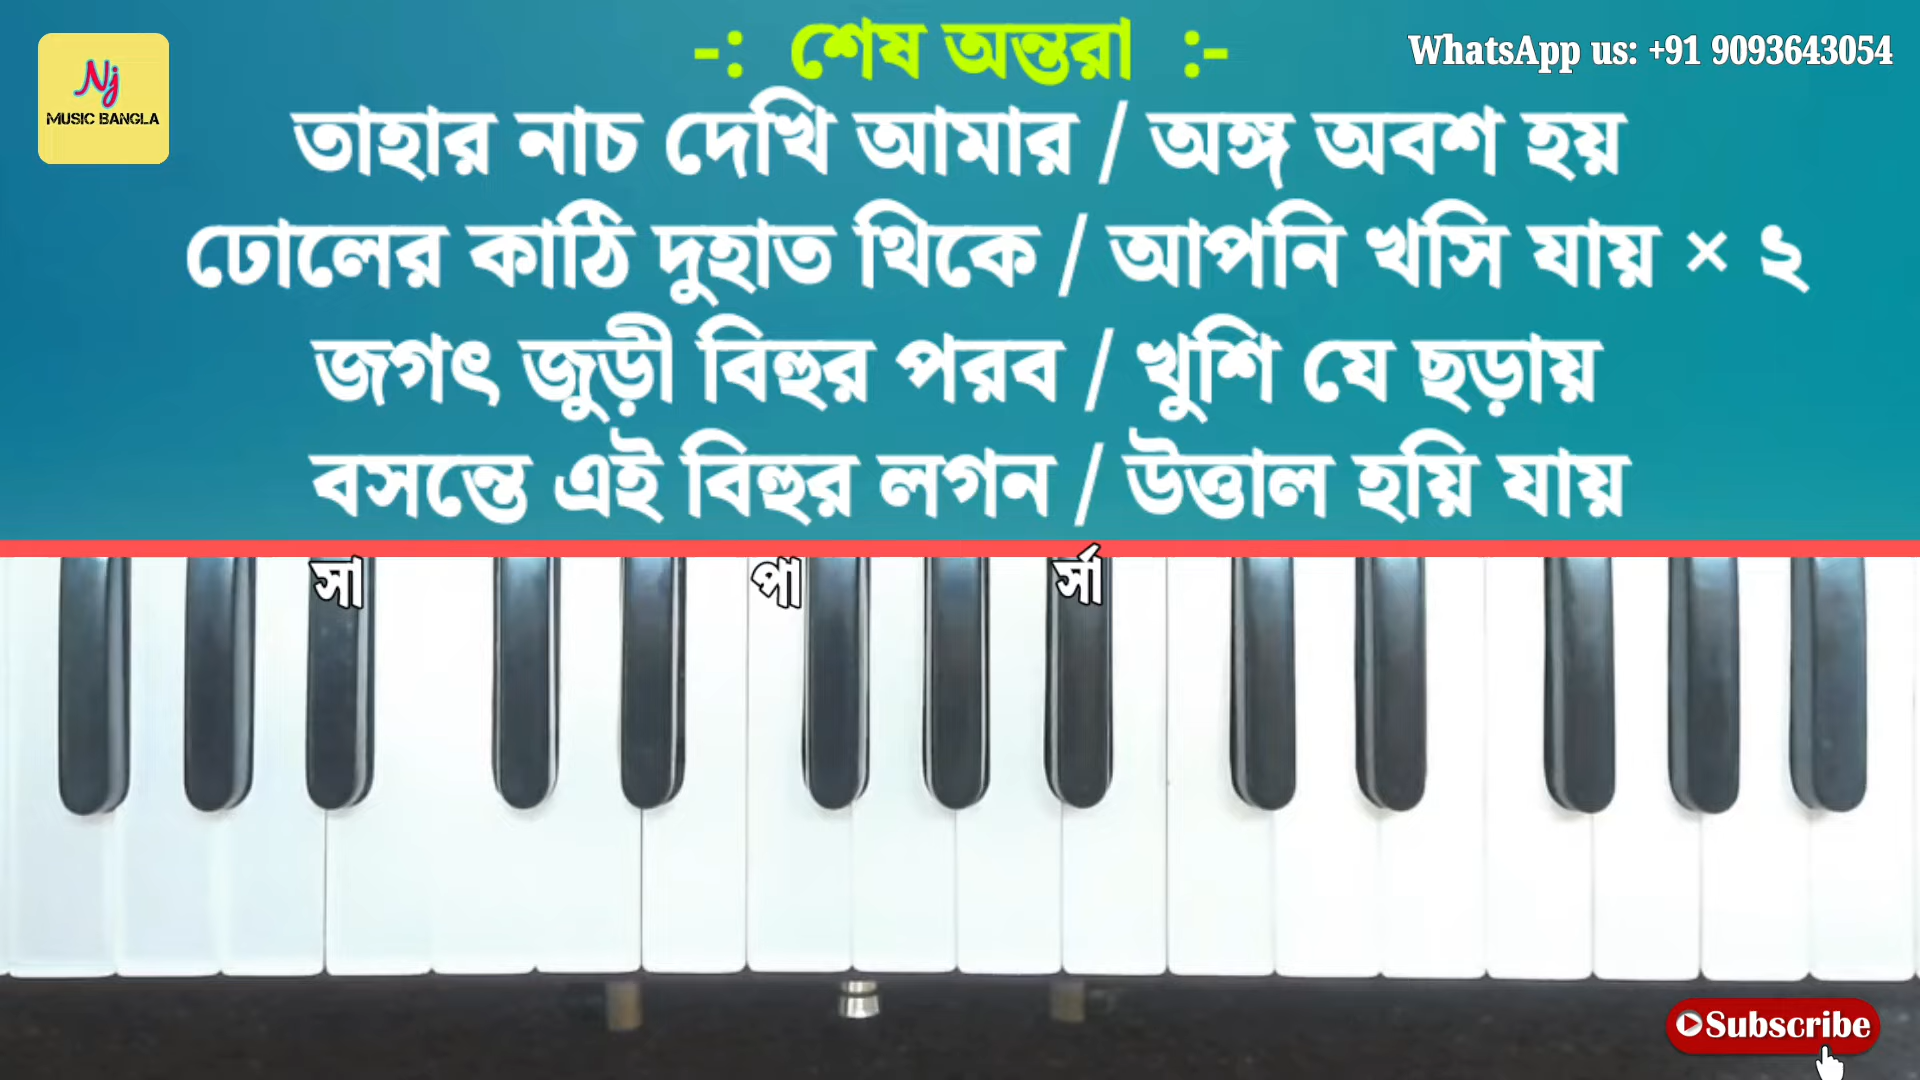 -: শেষ অন্তরা :-
WhatsApp us: +91 9093643054
Nj
MUSIC BANGLA
তাহার নাচ দেখি আমার / অঙ্গ অবশ হয়
ঢোলের কাঠি দুহাত থিকে / আপনি খসি যায় × ২
জগৎ জুড়ী বিহুর পরব / খুশি যে ছড়ায়
বসন্তে এই বিহুর লগন / উত্তাল হয়ি যায়
সা পা র্সা
Subscribe